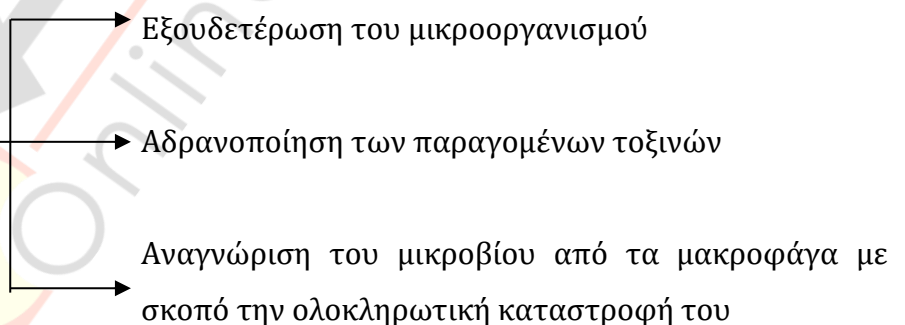 Εξουδετέρωση του μικροοργανισμού
Αδρανοποίηση των παραγομένων τοξινών
Αναγνώριση του μικροβίου από τα μακροφάγα με
σκοπό την ολοκληρωτική καταστροφή του
Online